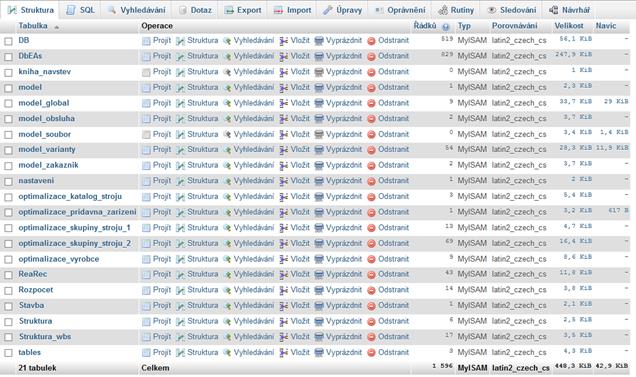 Struktura SQL Vyhledávání Dotaz Export Import Úpravy Oprávnění Rutiny Sledování Návrhář
Tabulka Operace Řádků Typ Porovnávání Velikost Navíc
DB Projít Struktura Vyhledávání Vložit Vyprázdnit Odstranit 519 MyISAM latin2_czech_cs 56,1 KiB -
DbEAs Projít Struktura Vyhledávání Vložit Vyprázdnit Odstranit 829 MyISAM latin2_czech_cs 247,9 KiB -
kniha_navstev Projít Struktura Vyhledávání Vložit Vyprázdnit Odstranit 0 MyISAM latin2_czech_cs 1 KiB -
model Projít Struktura Vyhledávání Vložit Vyprázdnit Odstranit 1 MyISAM latin2_czech_cs 2,3 KiB -
model_global Projít Struktura Vyhledávání Vložit Vyprázdnit Odstranit 9 MyISAM latin2_czech_cs 33,7 KiB 29 KiB
model_obsluha Projít Struktura Vyhledávání Vložit Vyprázdnit Odstranit 2 MyISAM latin2_czech_cs 3,7 KiB -
model_soubor Projít Struktura Vyhledávání Vložit Vyprázdnit Odstranit 0 MyISAM latin2_czech_cs 3,4 KiB 1,4 KiB
model_varianty Projít Struktura Vyhledávání Vložit Vyprázdnit Odstranit 54 MyISAM latin2_czech_cs 28,3 KiB 11,9 KiB
model_zakaznik Projít Struktura Vyhledávání Vložit Vyprázdnit Odstranit 2 MyISAM latin2_czech_cs 3,7 KiB -
nastaveni Projít Struktura Vyhledávání Vložit Vyprázdnit Odstranit 1 MyISAM latin2_czech_cs 2 KiB -
optimalizace_katalog_stroju Projít Struktura Vyhledávání Vložit Vyprázdnit Odstranit 3 MyISAM latin2_czech_cs 5,4 KiB -
optimalizace_pridavna_zarizeni Projít Struktura Vyhledávání Vložit Vyprázdnit Odstranit 1 MyISAM latin2_czech_cs 3,2 KiB 617 B
optimalizace_skupiny_stroju_1 Projít Struktura Vyhledávání Vložit Vyprázdnit Odstranit 13 MyISAM latin2_czech_cs 4,7 KiB -
optimalizace_skupiny_stroju_2 Projít Struktura Vyhledávání Vložit Vyprázdnit Odstranit 69 MyISAM latin2_czech_cs 16,4 KiB -
optimalizace_vyrobce Projít Struktura Vyhledávání Vložit Vyprázdnit Odstranit 9 MyISAM latin2_czech_cs 8,6 KiB -
ReaRec Projít Struktura Vyhledávání Vložit Vyprázdnit Odstranit 43 MyISAM latin2_czech_cs 11,8 KiB -
Rozpocet Projít Struktura Vyhledávání Vložit Vyprázdnit Odstranit 14 MyISAM latin2_czech_cs 3,8 KiB -
Stavba Projít Struktura Vyhledávání Vložit Vyprázdnit Odstranit 1 MyISAM latin2_czech_cs 2,1 KiB -
Struktura Projít Struktura Vyhledávání Vložit Vyprázdnit Odstranit 6 MyISAM latin2_czech_cs 2,5 KiB -
Struktura_wbs Projít Struktura Vyhledávání Vložit Vyprázdnit Odstranit 17 MyISAM latin2_czech_cs 3,5 KiB -
tables Projít Struktura Vyhledávání Vložit Vyprázdnit Odstranit 3 MyISAM latin2_czech_cs 4,3 KiB -
21 tabulek Celkem 1 596 MyISAM latin2_czech_cs 448,3 KiB 42,9 KiB